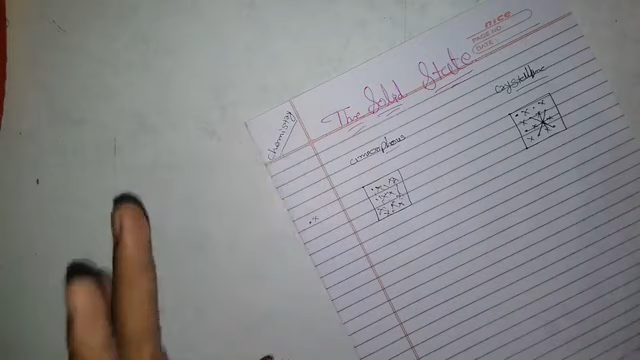 nice
PAGE NO
DATE
Chemistry
The Solid State
crystalline
amorphous